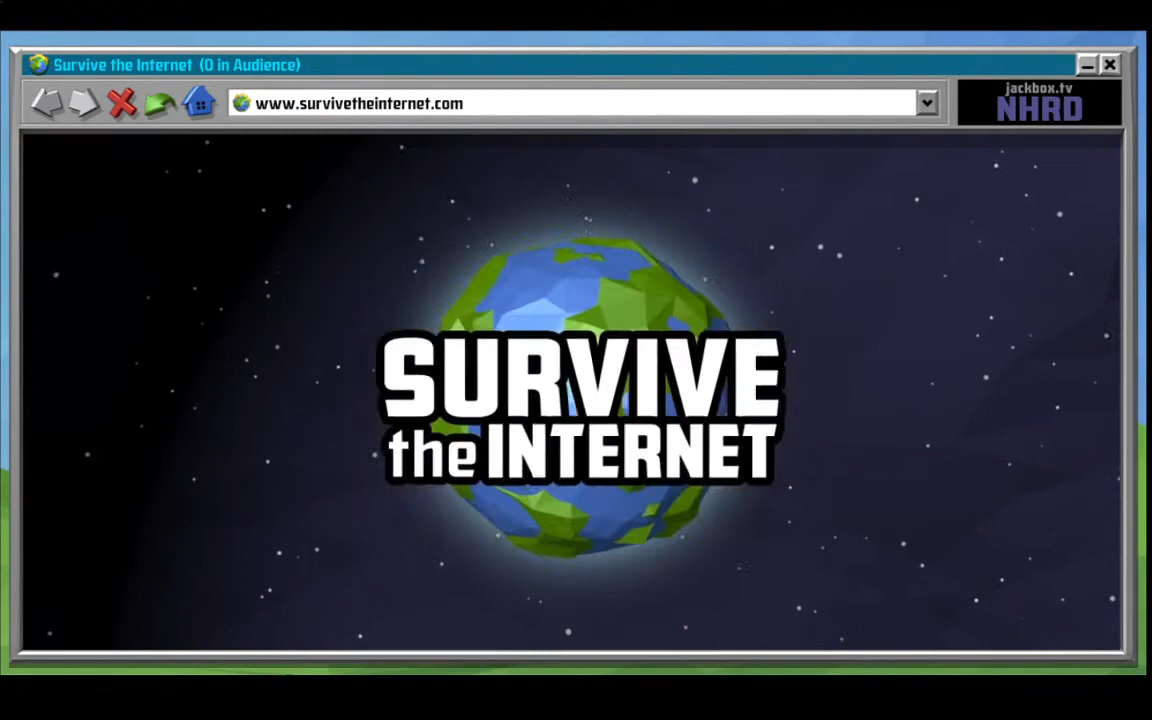 Survive the Internet (0 in Audience)
www.survivetheinternet.com
jackbox.tv
NHRD
SURVIVE
the INTERNET